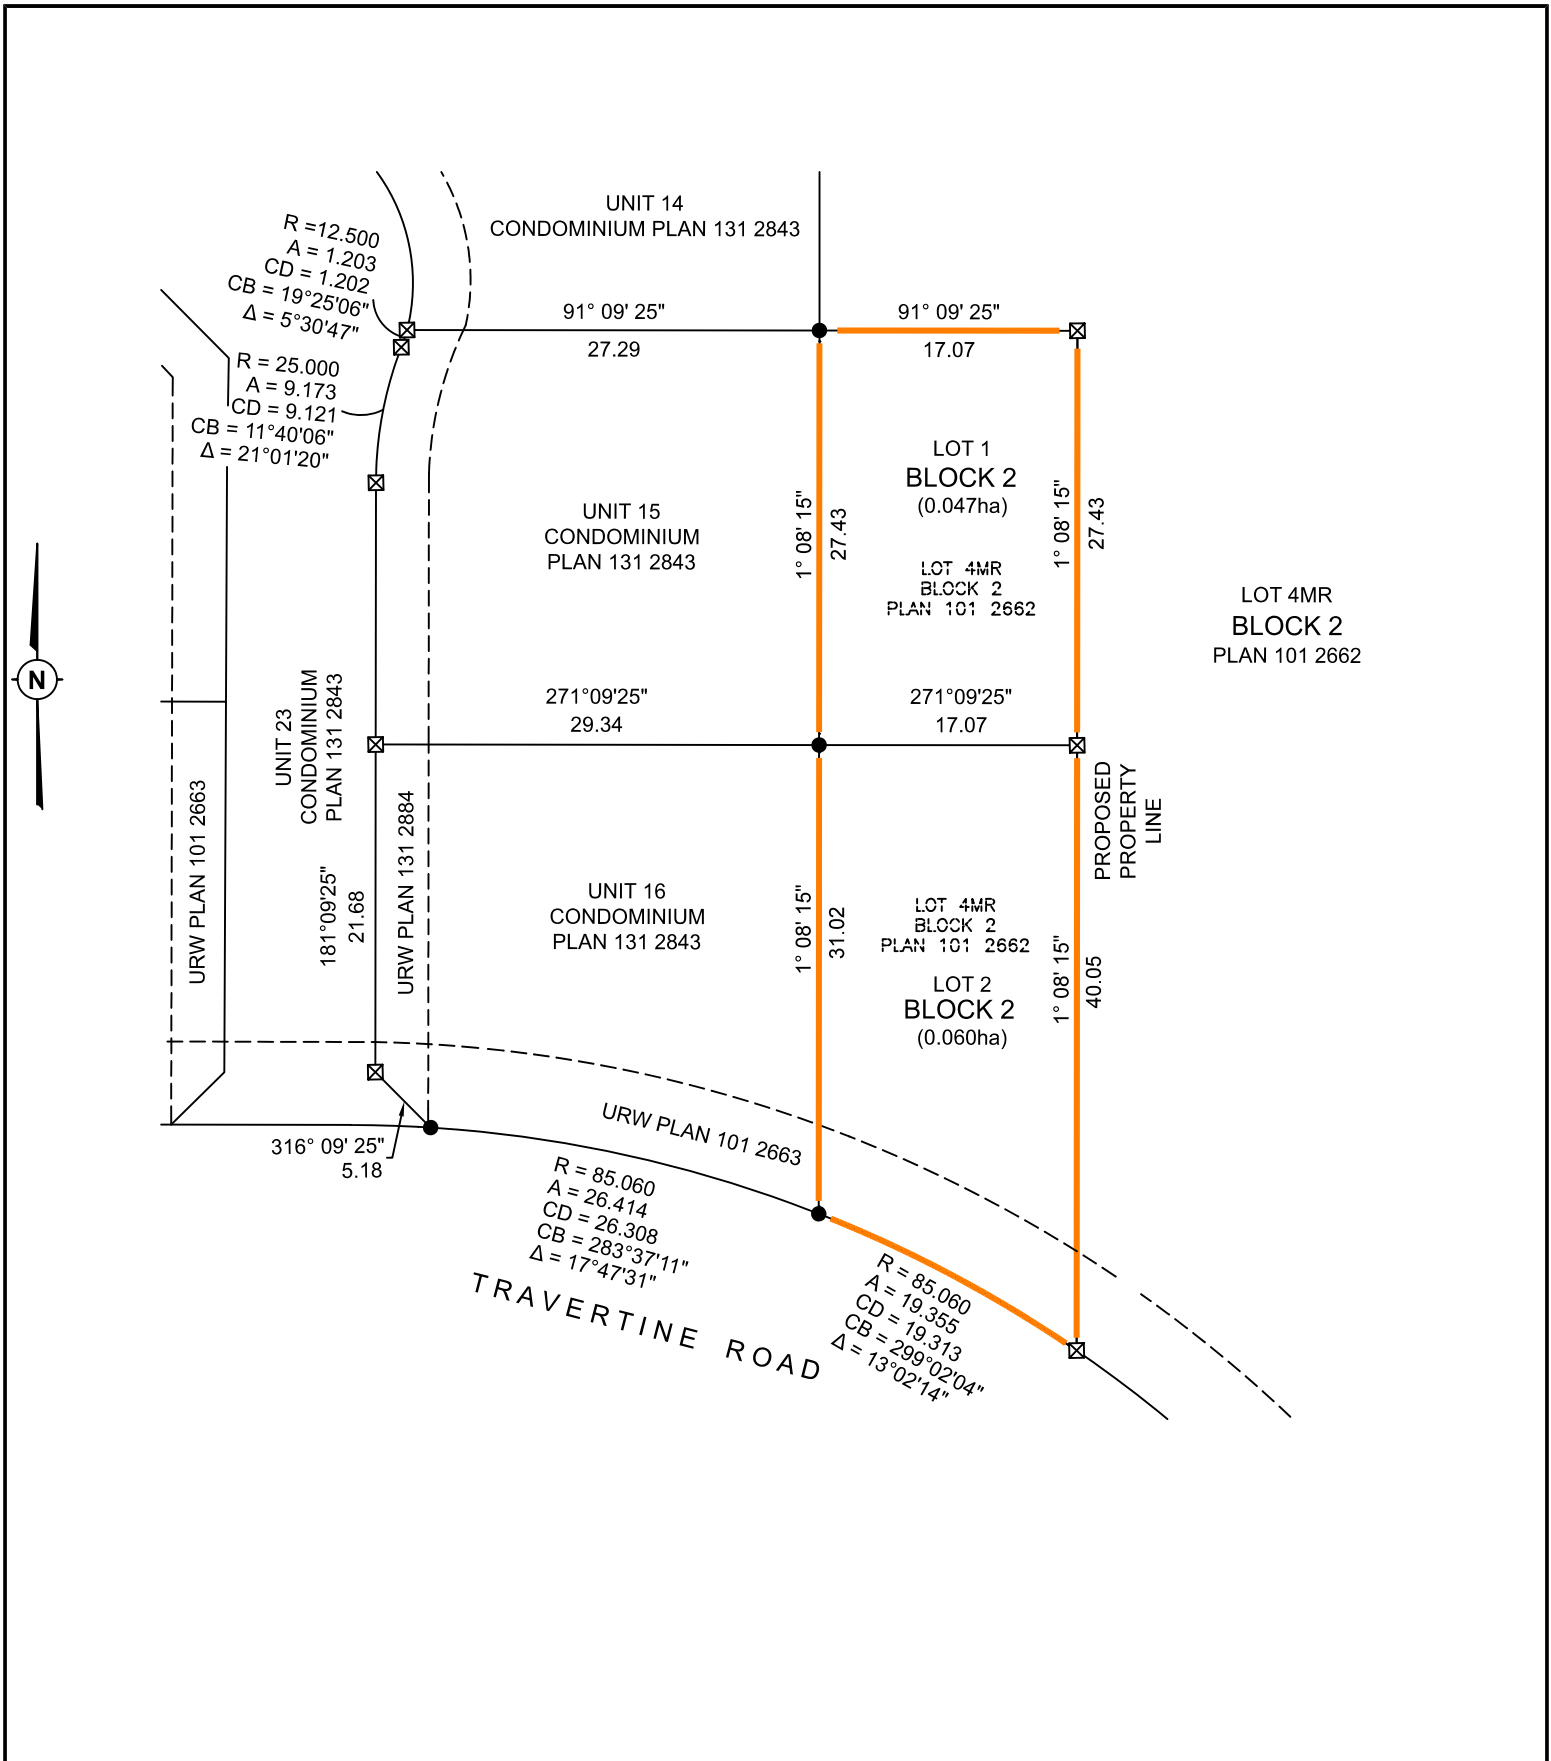 UNIT 14
CONDOMINIUM PLAN 131 2843
R =12.500
A = 1.203
CD = 1.202
CB = 19°25'06"
Δ = 5°30'47"
91° 09' 25"
27.29
91° 09' 25"
17.07
R = 25.000
A = 9.173
CD = 9.121
CB = 11°40'06"
Δ = 21°01'20"
LOT 1
BLOCK 2
(0.047ha)
UNIT 15
CONDOMINIUM
PLAN 131 2843
1° 08' 15"
27.43
1° 08' 15"
27.43
LOT 4MR
BLOCK 2
PLAN 101 2662
LOT 4MR
BLOCK 2
PLAN 101 2662
N
UNIT 23
CONDOMINIUM
PLAN 131 2843
271°09'25"
29.34
271°09'25"
17.07
URW PLAN 101 2663
181°09'25"
21.68
URW PLAN 131 2884
PROPOSED
PROPERTY
LINE
UNIT 16
CONDOMINIUM
PLAN 131 2843
1° 08' 15"
31.02
LOT 4MR
BLOCK 2
PLAN 101 2662
LOT 2
BLOCK 2
(0.060ha)
1° 08' 15"
40.05
URW PLAN 101 2663
316° 09' 25"
5.18
R = 85.060
A = 26.414
CD = 26.308
CB = 283°37'11"
Δ = 17°47'31"
R = 85.060
A = 19.355
CD = 19.313
CB = 299°02'04"
Δ = 13°02'14"
TRAVERTINE ROAD